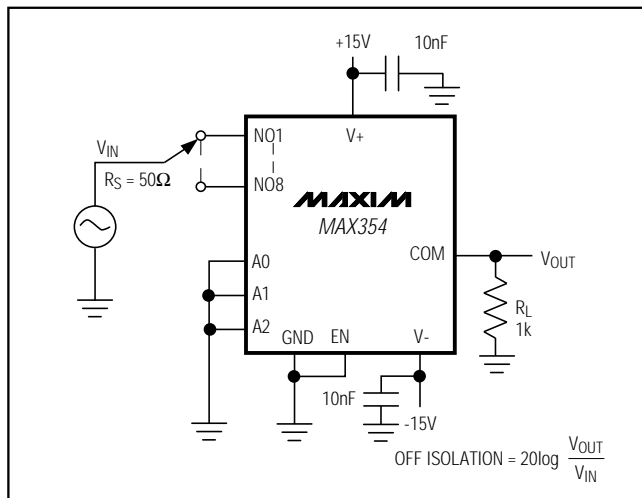 +15V
10nF
V+
V_IN
R_S = 50Ω
NO1
NO8
MAXIM
MAX354
A0
A1
A2
COM
V_OUT
R_L
1k
GND
EN
V-
10nF
-15V
OFF ISOLATION = 20log V_OUT
V_IN